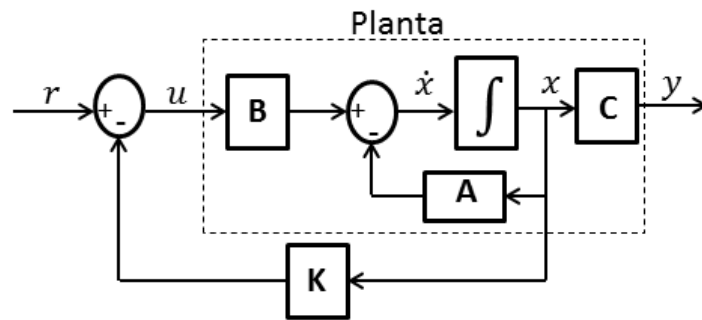 Planta
r + - u B + - ẋ ∫ x C y
A
K